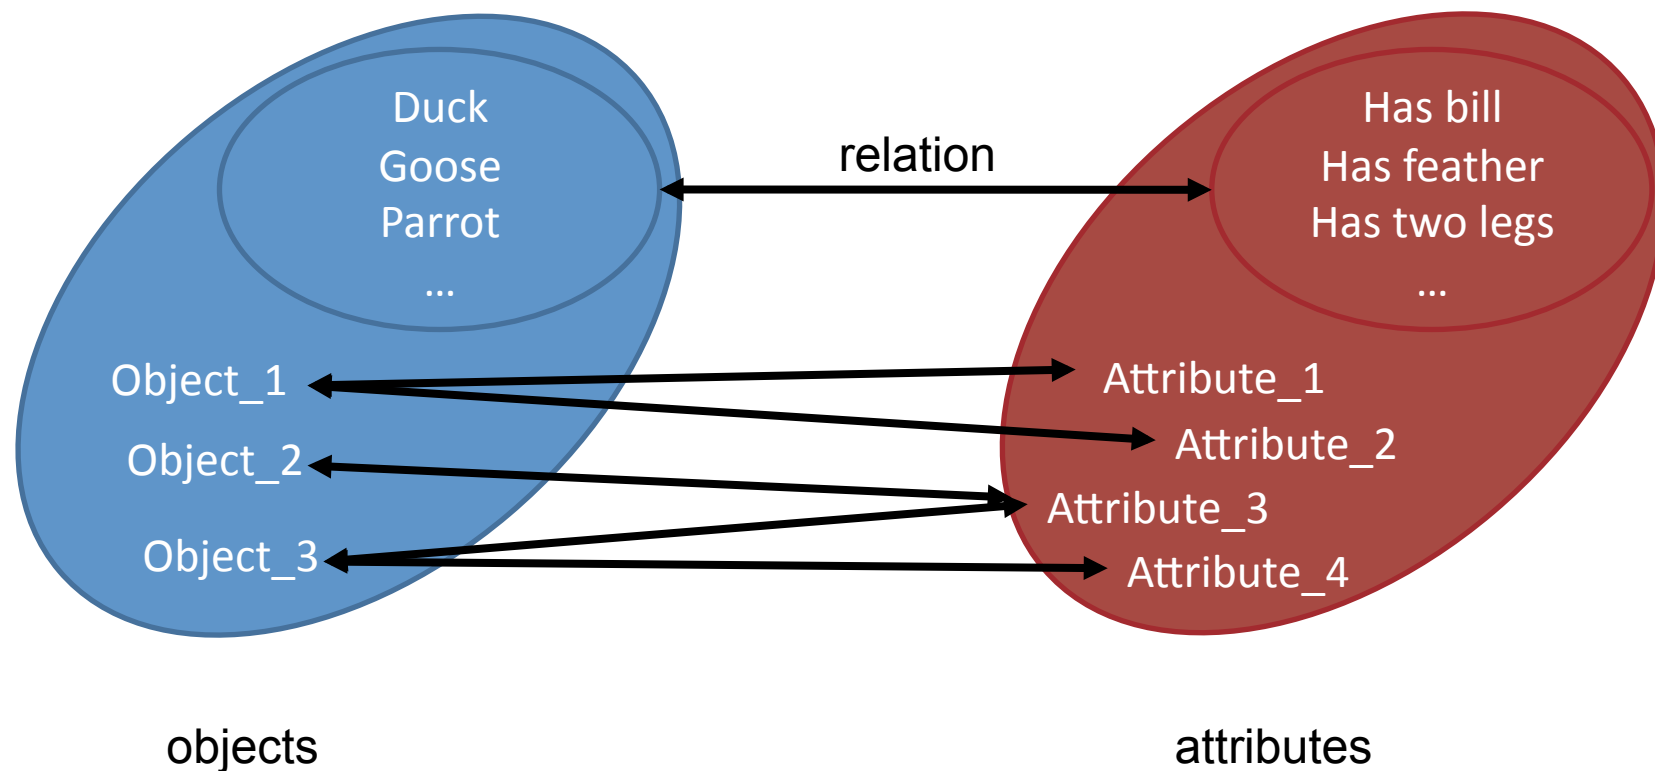 Duck
Goose
Parrot
...
relation
Has bill
Has feather
Has two legs
...
Object_1
Object_2
Object_3
Attribute_1
Attribute_2
Attribute_3
Attribute_4
objects
attributes